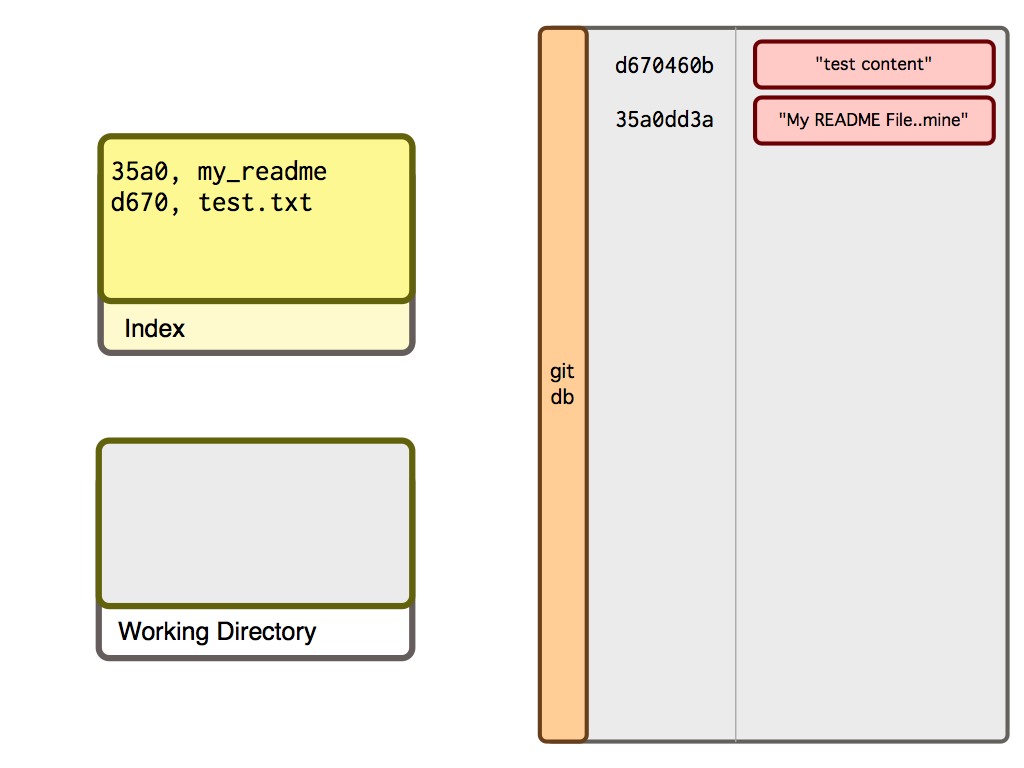 35a0, my_readme
d670, test.txt
Index
Working Directory
git
db
d670460b
"test content"
35a0dd3a
"My README File..mine"